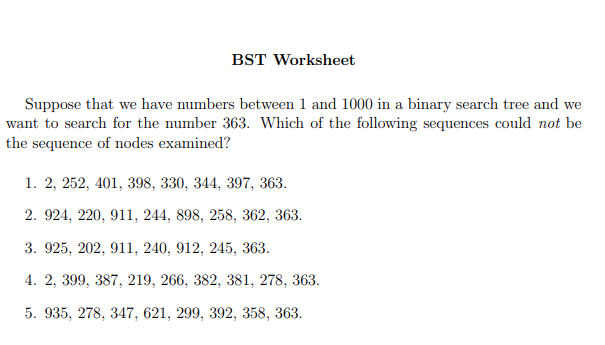 BST Worksheet
Suppose that we have numbers between 1 and 1000 in a binary search tree and we
want to search for the number 363. Which of the following sequences could not be
the sequence of nodes examined?
1. 2, 252, 401, 398, 330, 344, 397, 363.
2. 924, 220, 911, 244, 898, 258, 362, 363.
3. 925, 202, 911, 240, 912, 245, 363.
4. 2, 399, 387, 219, 266, 382, 381, 278, 363.
5. 935, 278, 347, 621, 299, 392, 358, 363.